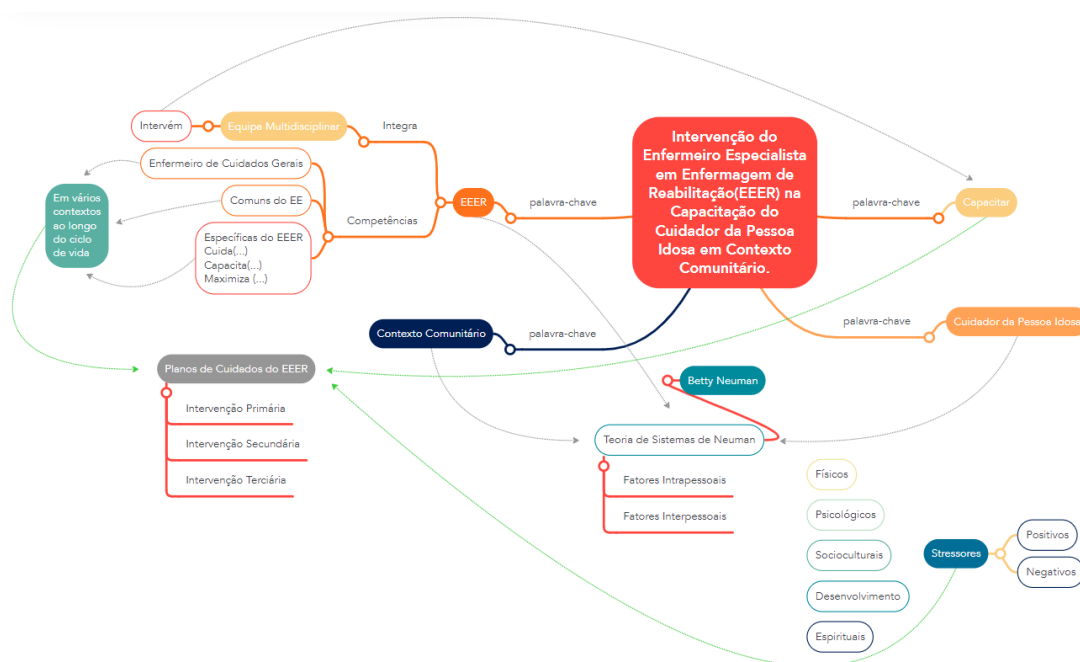 Intervenção do
Enfermeiro Especialista
em Enfermagem de
Reabilitação(EEER) na
Capacitação do
Cuidador da Pessoa
Idosa em Contexto
Comunitário.
palavra-chave
EEER
Integra
Equipa Multidisciplinar
Intervém
Competências
Enfermeiro de Cuidados Gerais
Comuns do EE
Específicas do EEER
Cuida(...)
Capacita(...)
Maximiza (...)
Em vários
contextos
ao longo
do ciclo
de vida
palavra-chave
Capacitar
palavra-chave
Cuidador da Pessoa Idosa
palavra-chave
Contexto Comunitário
Planos de Cuidados do EEER
Intervenção Primária
Intervenção Secundária
Intervenção Terciária
Betty Neuman
Teoria de Sistemas de Neuman
Fatores Intrapessoais
Fatores Interpessoais
Físicos
Psicológicos
Socioculturais
Desenvolvimento
Espirituais
Stressores
Positivos
Negativos